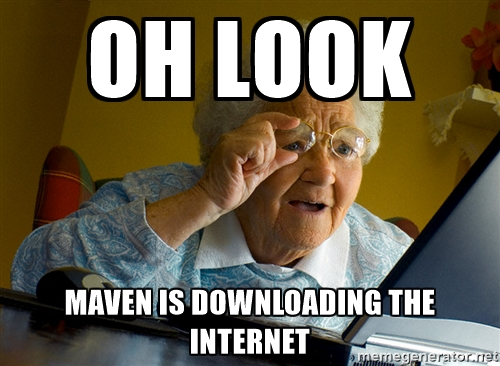 OH LOOK
MAVEN IS DOWNLOADING THE
INTERNET
memegenerator.net